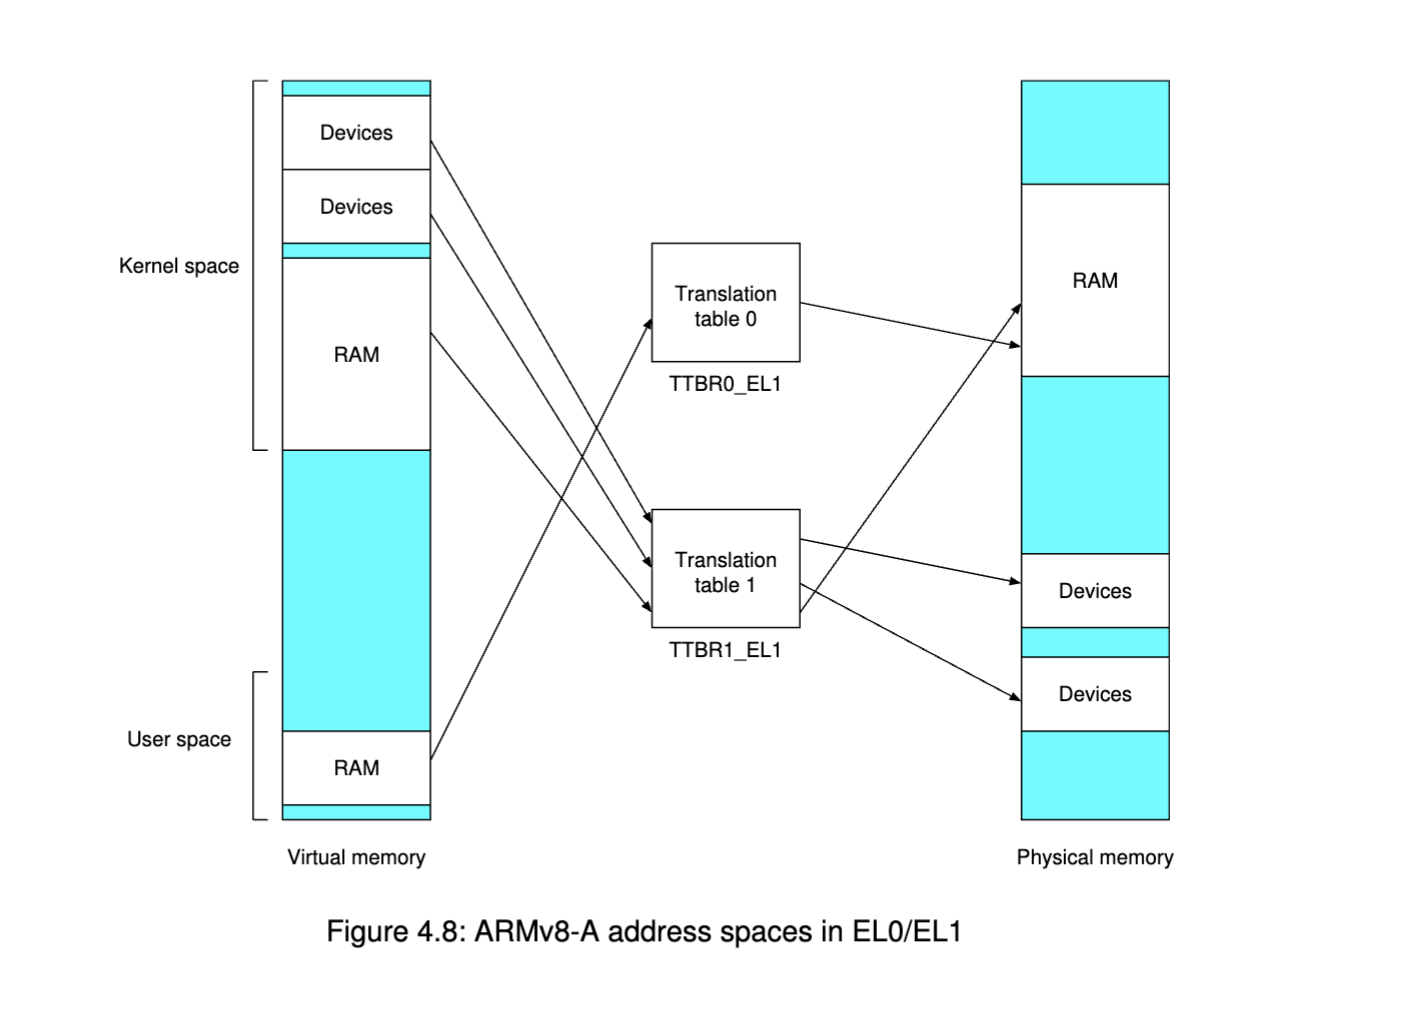 Devices
Devices
Kernel space
RAM
User space
RAM
Virtual memory
Translation
table 0
TTBR0_EL1
Translation
table 1
TTBR1_EL1
RAM
Devices
Devices
Physical memory
Figure 4.8: ARMv8-A address spaces in EL0/EL1